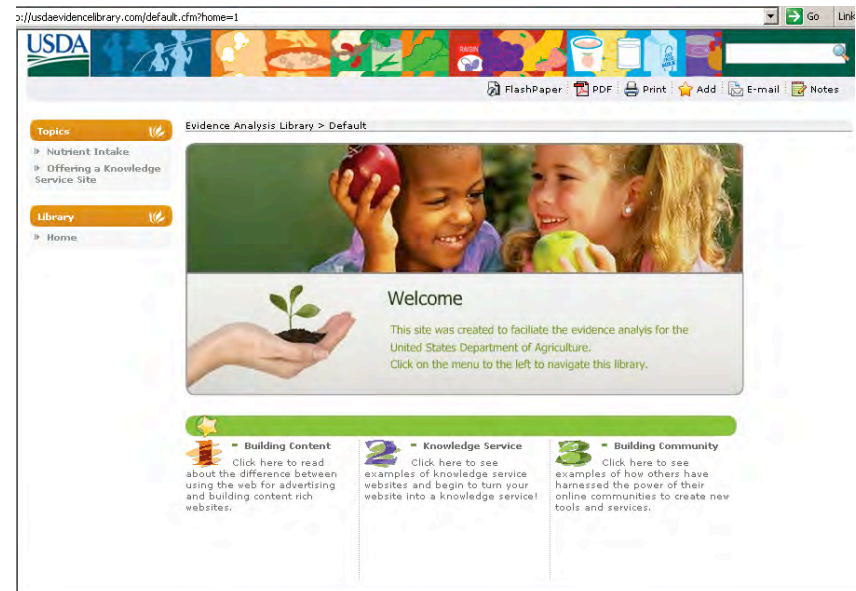 o://usdaevidencelibrary.com/default.cfm?home=1
Go
Link
USDA
RAISIN
FlashPaper
PDF
Print
Add
E-mail
Notes
Topics
Evidence Analysis Library > Default
Nutrient Intake
Offering a Knowledge
Service Site
Library
Home
Welcome
This site was created to faciliate the evidence analyis for the
United States Department of Agriculture.
Click on the menu to the left to navigate this library.
1
- Building Content
Click here to read
about the difference between
using the web for advertising
and building content rich
websites.
2
- Knowledge Service
Click here to see
examples of knowledge service
websites and begin to turn your
website into a knowledge service!
3
- Building Community
Click here to see
examples of how others have
harnessed the power of their
online communities to create new
tools and services.